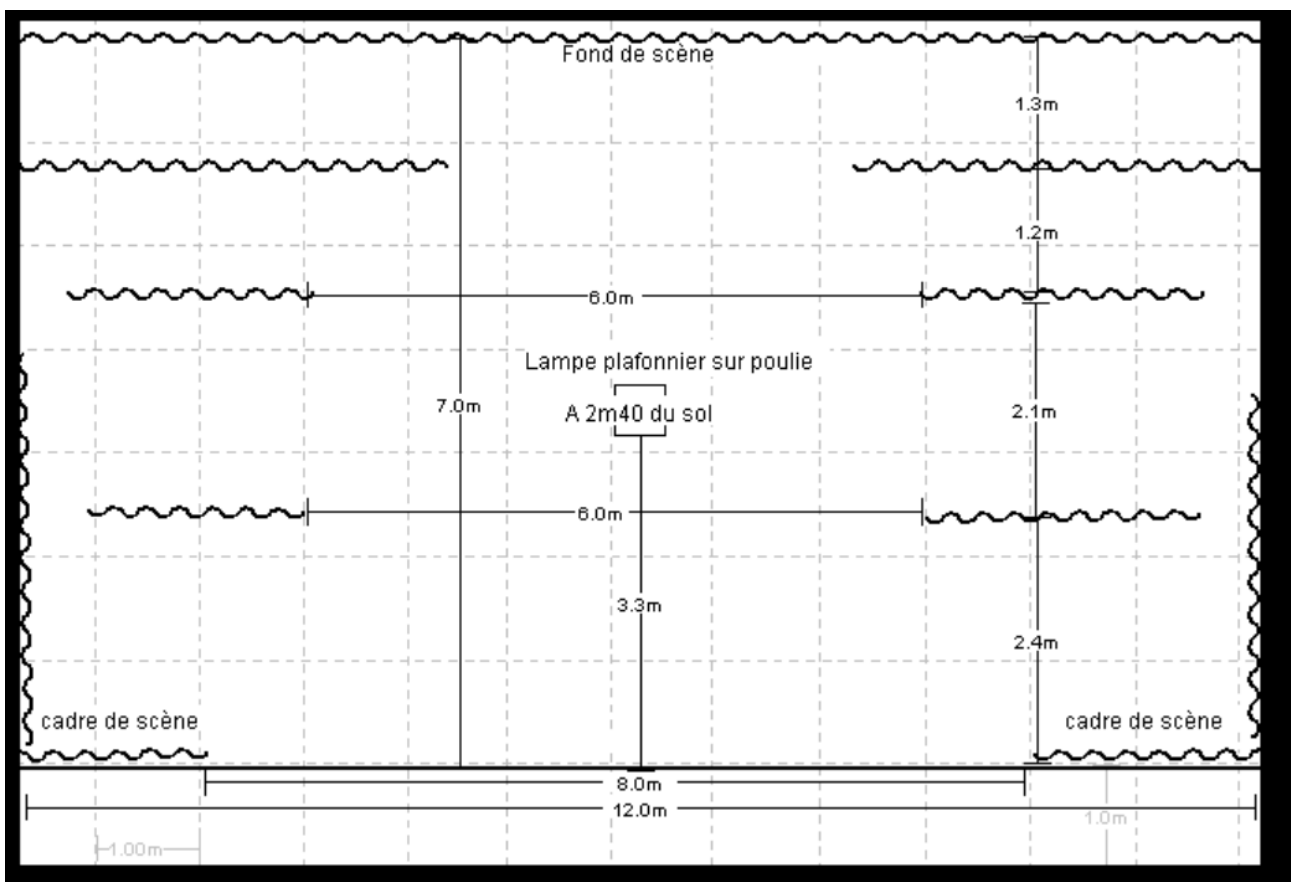 Fond de scène
1.3m
1.2m
6.0m
Lampe plafonnier sur poulie
7.0m
A 2m40 du sol
2.1m
6.0m
3.3m
2.4m
cadre de scène
cadre de scène
8.0m
12.0m
1.0m
1.00m